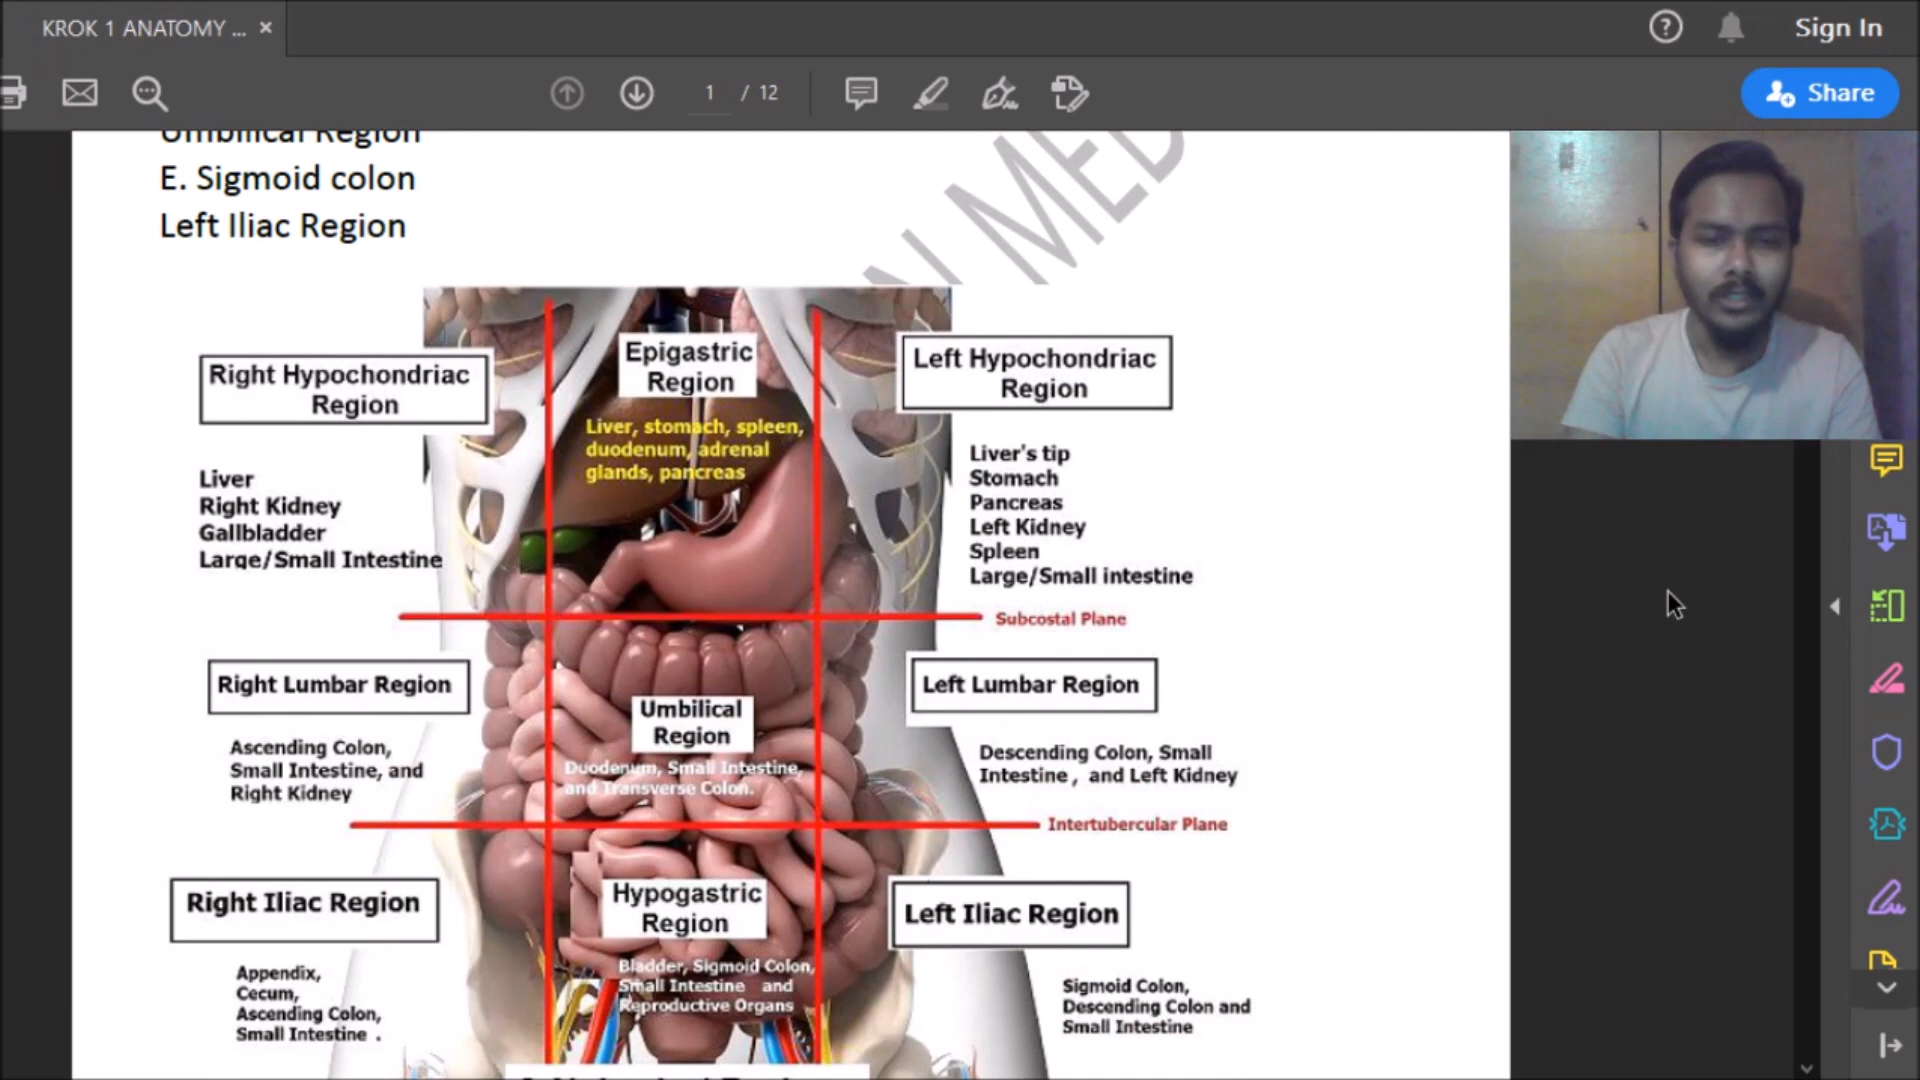 KROK 1 ANATOMY ...
Sign In
1 / 12
Share
Umbilical Region
E. Sigmoid colon
Left Iliac Region
Right Hypochondriac
Region
Epigastric
Region
Left Hypochondriac
Region
Liver, stomach, spleen,
duodenum, adrenal
glands, pancreas
Liver
Right Kidney
Gallbladder
Large/Small Intestine
Liver's tip
Stomach
Pancreas
Left Kidney
Spleen
Large/Small intestine
Subcostal Plane
Right Lumbar Region
Umbilical
Region
Left Lumbar Region
Ascending Colon,
Small Intestine, and
Right Kidney
Duodenum, Small Intestine,
and Transverse Colon.
Descending Colon, Small
Intestine , and Left Kidney
Intertubercular Plane
Right Iliac Region
Hypogastric
Region
Left Iliac Region
Appendix,
Cecum,
Ascending Colon,
Small Intestine .
Bladder, Sigmoid Colon,
Small Intestine and
Reproductive Organs
Sigmoid Colon,
Descending Colon and
Small Intestine